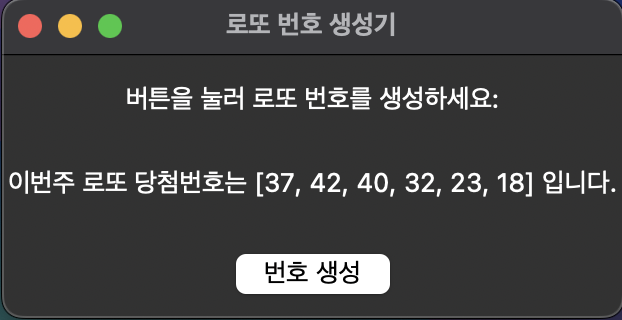 로또 번호 생성기
버튼을 눌러 로또 번호를 생성하세요:
이번주 로또 당첨번호는 [37, 42, 40, 32, 23, 18] 입니다.
번호 생성